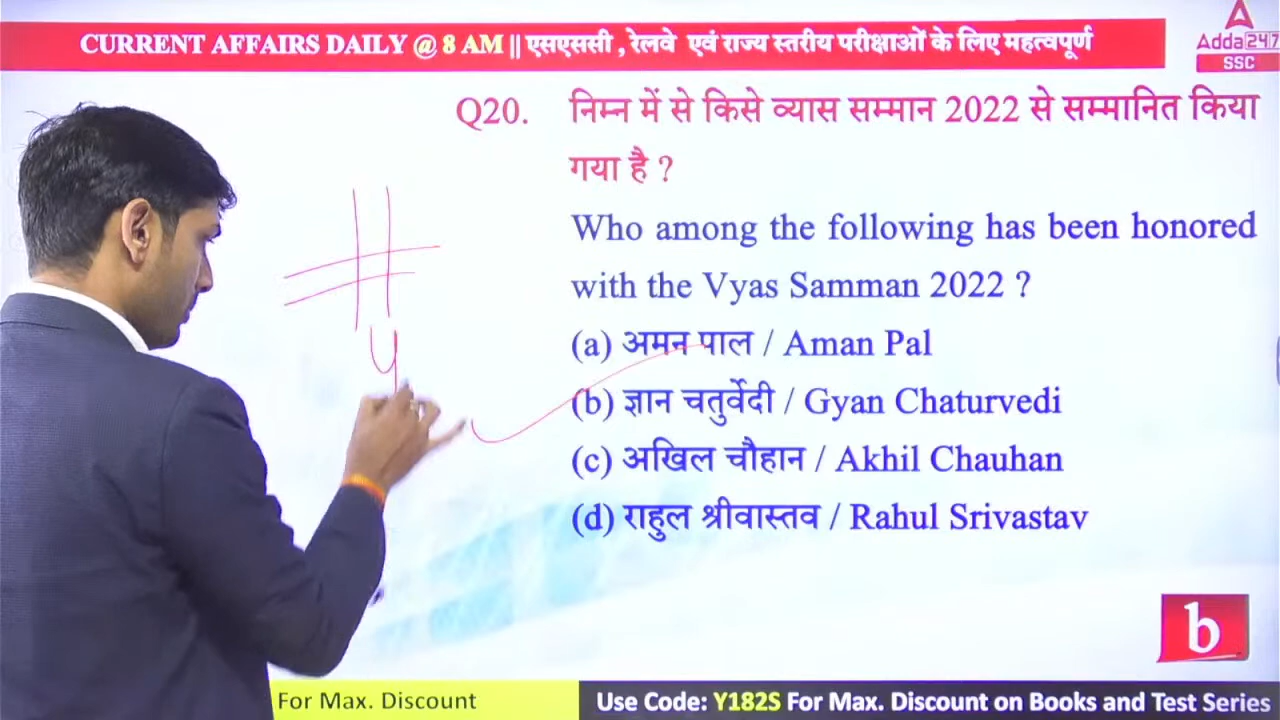 CURRENT AFFAIRS DAILY @ 8 AM || एसएससी , रेलवे एवं राज्य स्तरीय परीक्षाओं के लिए महत्वपूर्ण
Adda247
SSC
Q20. निम्न में से किसे व्यास सम्मान 2022 से सम्मानित किया
गया है ?
Who among the following has been honored
with the Vyas Samman 2022 ?
(a) अमन पाल / Aman Pal
(b) ज्ञान चतुर्वेदी / Gyan Chaturvedi
(c) अखिल चौहान / Akhil Chauhan
(d) राहुल श्रीवास्तव / Rahul Srivastav
b
For Max. Discount
Use Code: Y182S For Max. Discount on Books and Test Series